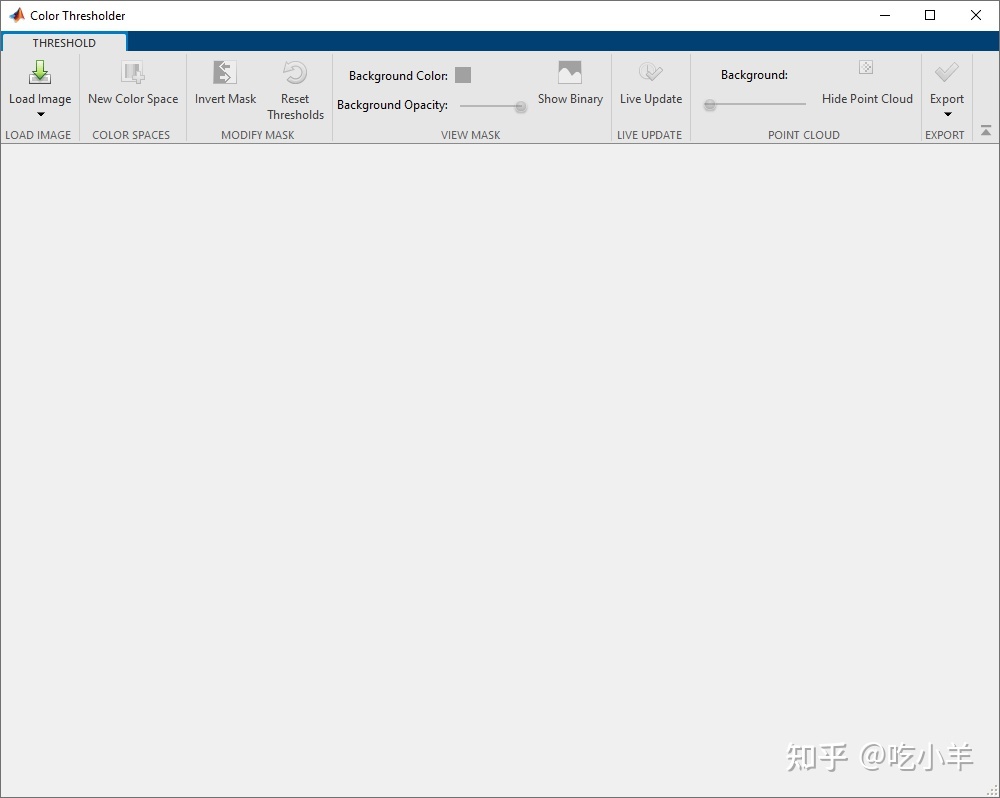 Color Thresholder
THRESHOLD
Load Image
New Color Space
Invert Mask
Reset
Thresholds
Background Color:
Background Opacity:
Show Binary
Live Update
Background:
Hide Point Cloud
Export
LOAD IMAGE
COLOR SPACES
MODIFY MASK
VIEW MASK
LIVE UPDATE
POINT CLOUD
EXPORT
知乎 @吃小羊